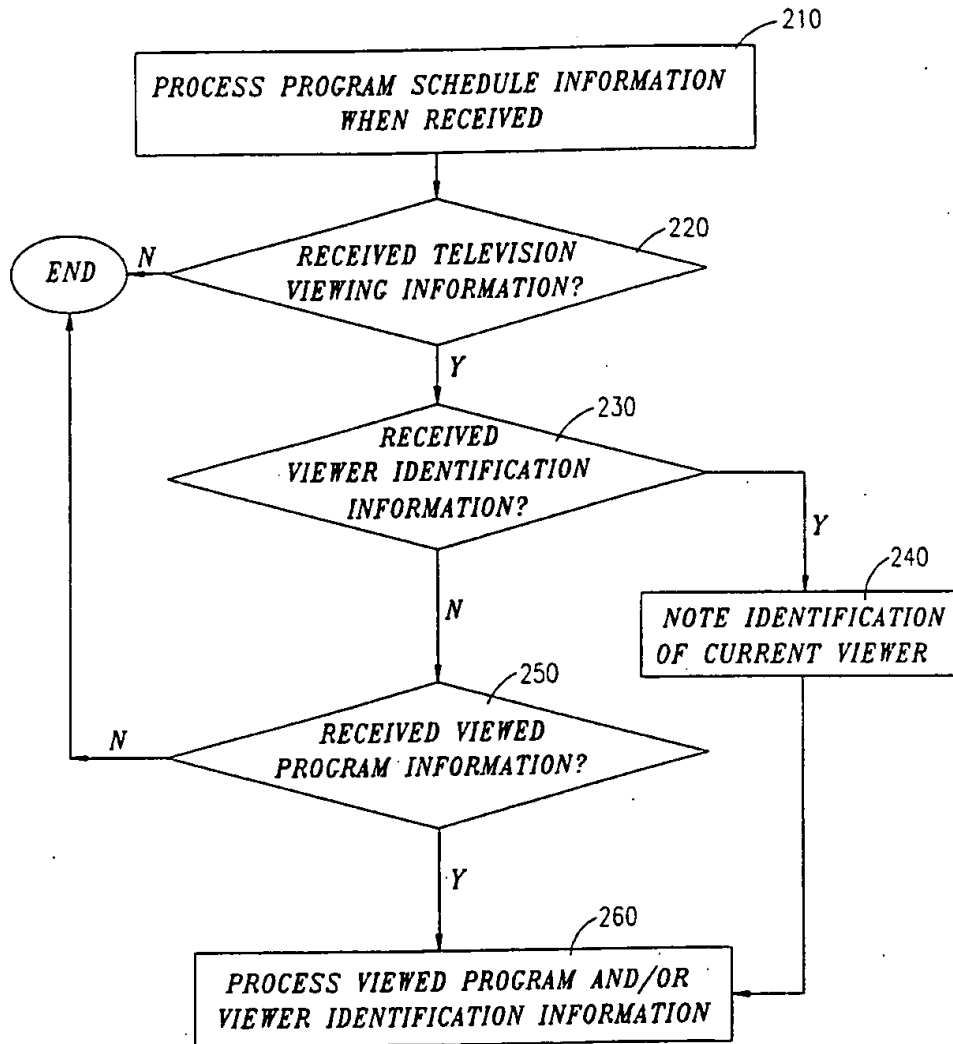 210
PROCESS PROGRAM SCHEDULE INFORMATION
WHEN RECEIVED
220
END
N
RECEIVED TELEVISION
VIEWING INFORMATION?
Y
230
RECEIVED
VIEWER IDENTIFICATION
INFORMATION?
Y
240
NOTE IDENTIFICATION
OF CURRENT VIEWER
N
250
N
RECEIVED VIEWED
PROGRAM INFORMATION?
Y
260
PROCESS VIEWED PROGRAM AND/OR
VIEWER IDENTIFICATION INFORMATION